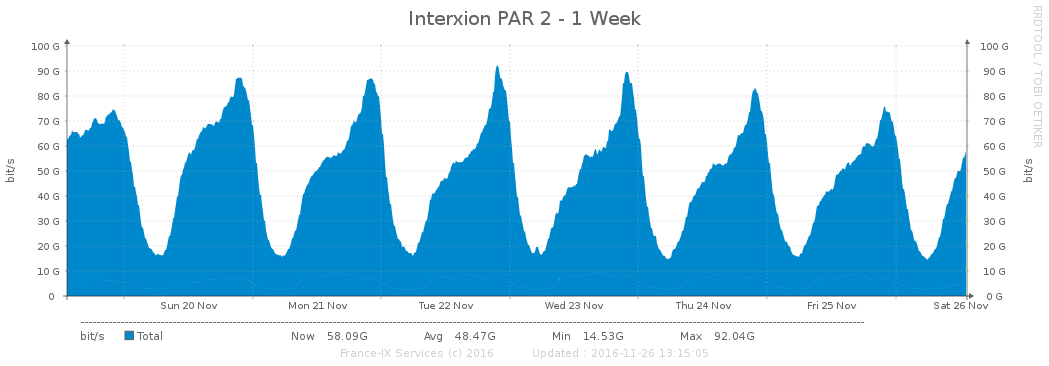 Interxion PAR 2 - 1 Week
RRDTOOL / TOBI OETIKER
100 G 100 G
90 G 90 G
80 G 80 G
70 G 70 G
60 G 60 G
50 G 50 G
40 G 40 G
30 G 30 G
20 G 20 G
10 G 10 G
0 0 G
bit/s bit/s
Sun 20 Nov Mon 21 Nov Tue 22 Nov Wed 23 Nov Thu 24 Nov Fri 25 Nov Sat 26 Nov
bit/s Total Now 58.09G Avg 48.47G Min 14.53G Max 92.04G
France-IX Services (c) 2016 Updated : 2016-11-26 13:15:05